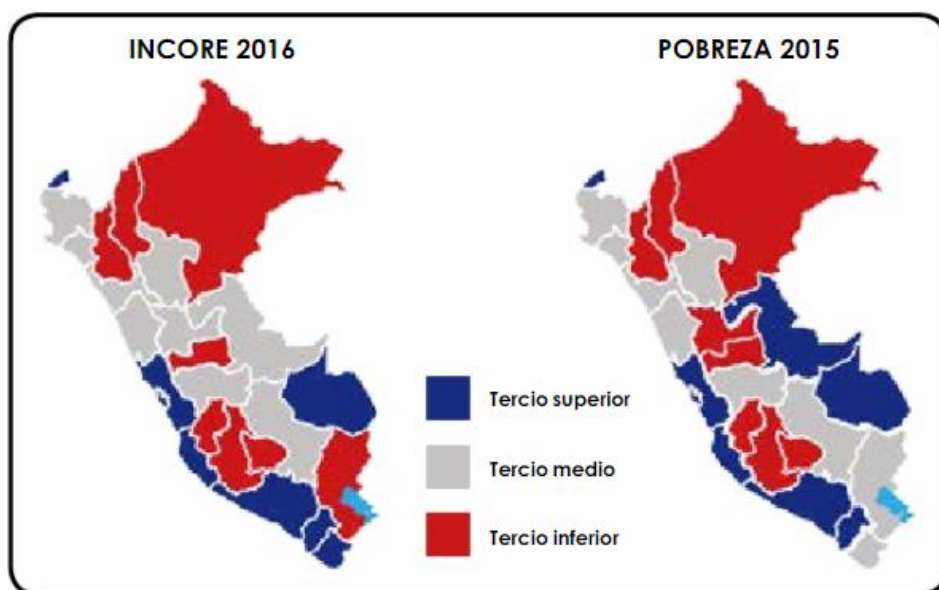 INCORE 2016
POBREZA 2015
Tercio superior
Tercio medio
Tercio inferior